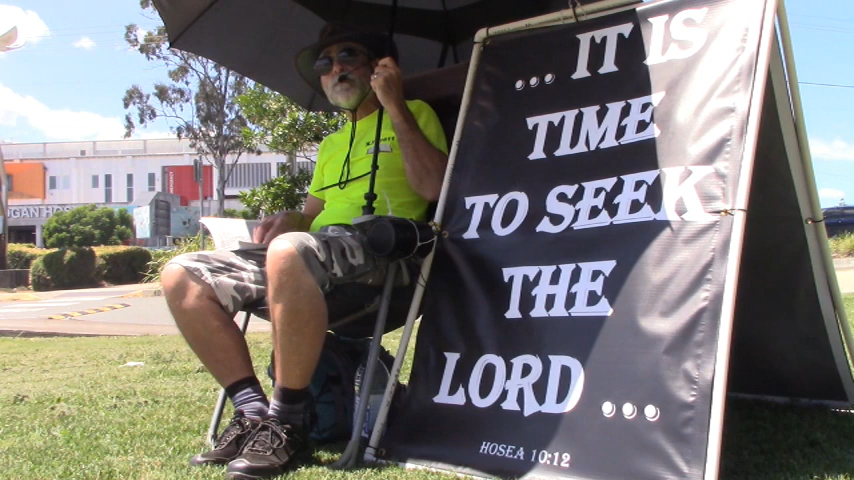 ... IT IS
TIME
TO SEEK
THE
LORD ...
HOSEA 10:12